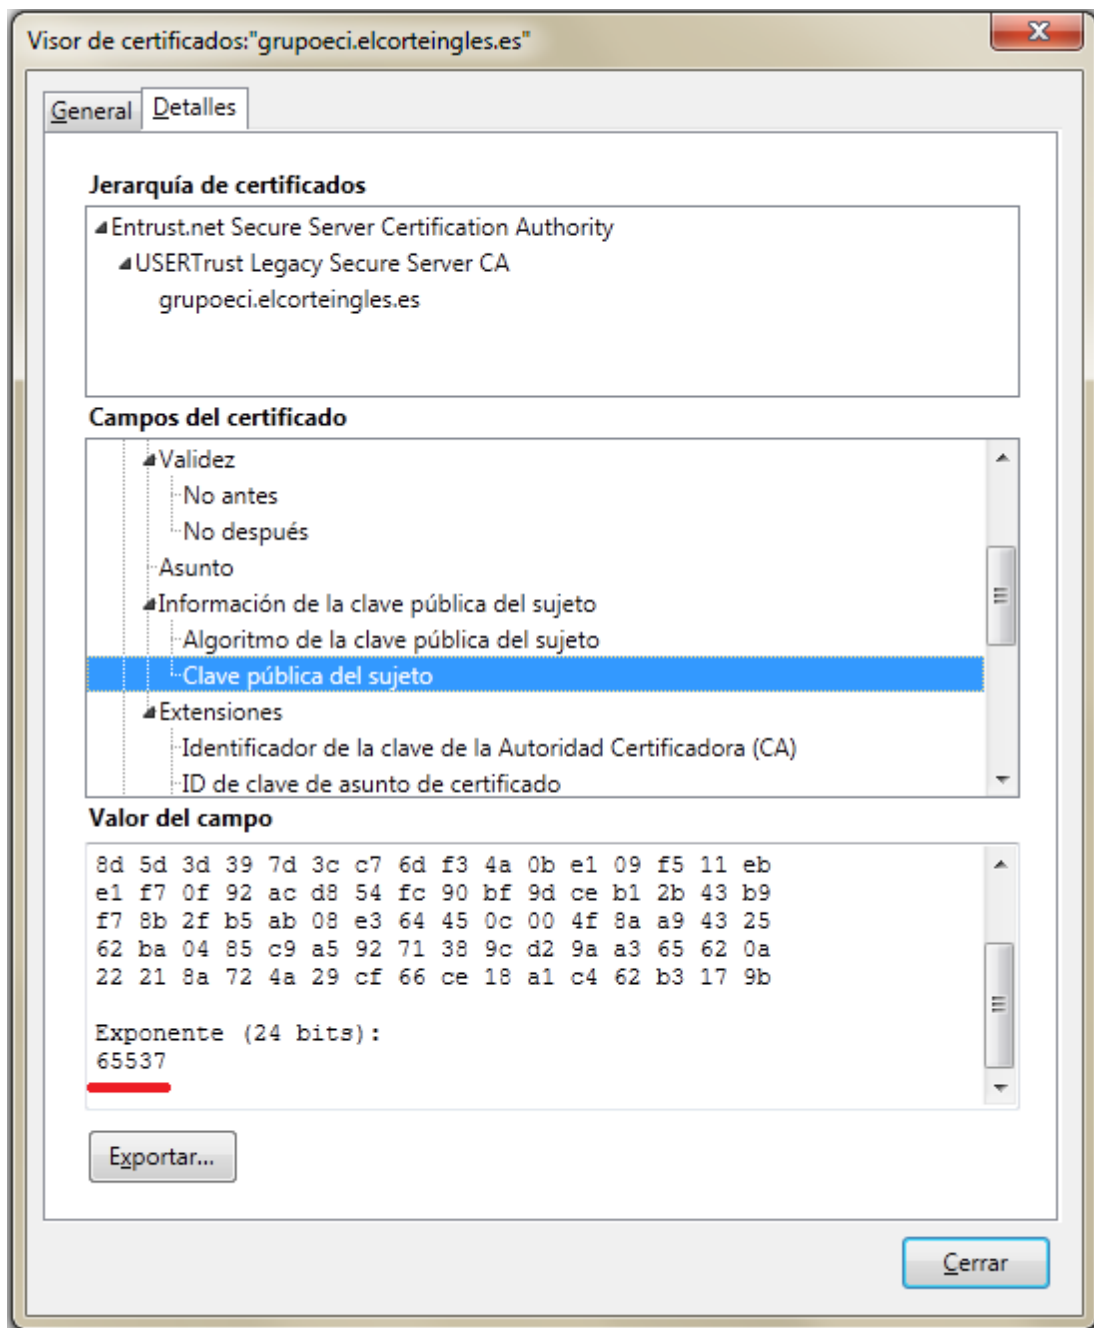 Visor de certificados:"grupoeci.elcorteingles.es"
General Detalles
Jerarquía de certificados
Entrust.net Secure Server Certification Authority
USERTrust Legacy Secure Server CA
grupoeci.elcorteingles.es
Campos del certificado
Validez
No antes
No después
Asunto
Información de la clave pública del sujeto
Algoritmo de la clave pública del sujeto
Clave pública del sujeto
Extensiones
Identificador de la clave de la Autoridad Certificadora (CA)
ID de clave de asunto de certificado
Valor del campo
8d 5d 3d 39 7d 3c c7 6d f3 4a 0b e1 09 f5 11 eb
e1 f7 0f 92 ac d8 54 fc 90 bf 9d ce b1 2b 43 b9
f7 8b 2f b5 ab 08 e3 64 45 0c 00 4f 8a a9 43 25
62 ba 04 85 c9 a5 92 71 38 9c d2 9a a3 65 62 0a
22 21 8a 72 4a 29 cf 66 ce 18 a1 c4 62 b3 17 9b
Exponente (24 bits):
65537
Exportar...
Cerrar